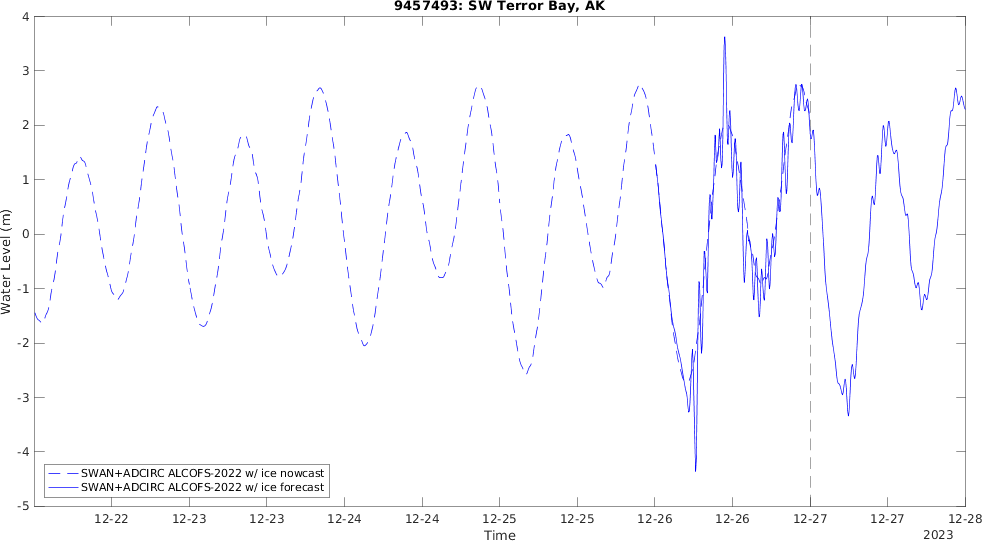 9457493: SW Terror Bay, AK
Water Level (m)
4
3
2
1
0
-1
-2
-3
-4
-5
SWAN+ADCIRC ALCOFS-2022 w/ ice nowcast
SWAN+ADCIRC ALCOFS-2022 w/ ice forecast
12-22 12-23 12-23 12-24 12-24 12-25 12-25 12-26 12-26 12-27 12-27 12-28
Time
2023